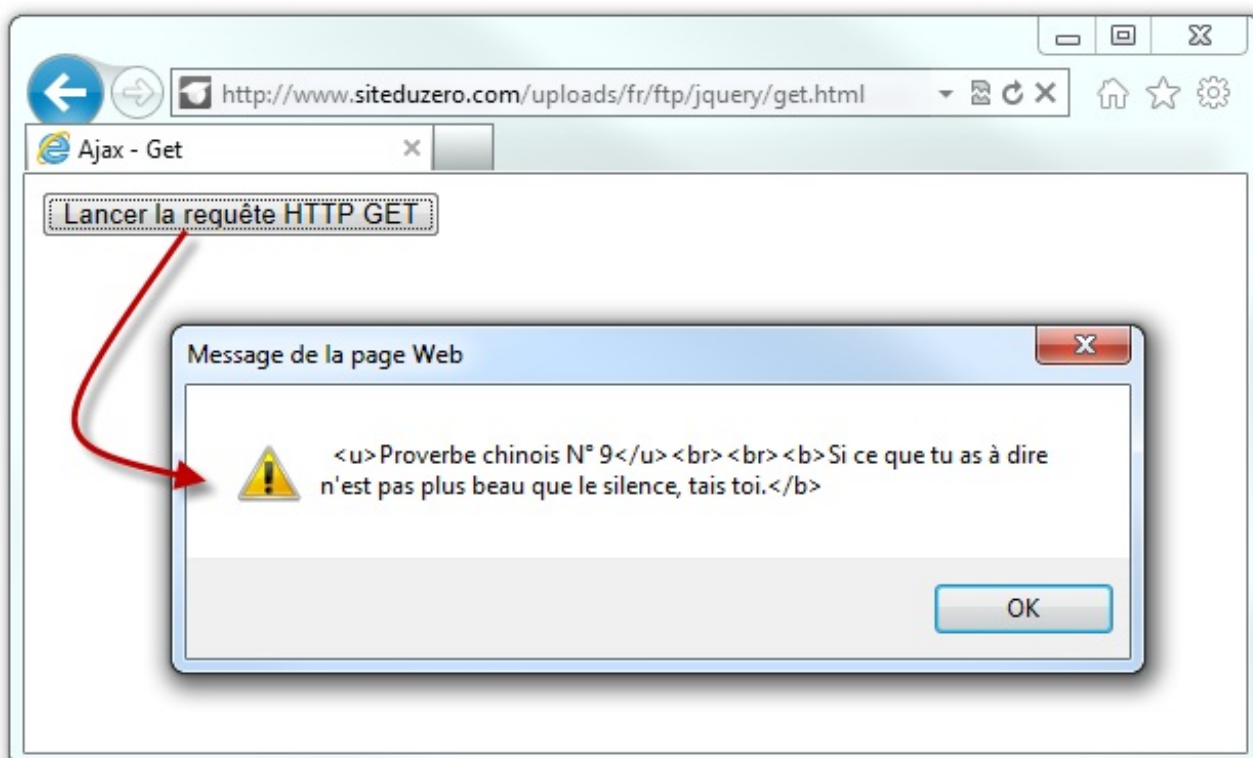 http://www.siteduzero.com/uploads/fr/ftp/jquery/get.html
Ajax - Get
Lancer la requête HTTP GET
Message de la page Web
<u>Proverbe chinois N° 9</u><br><br><b>Si ce que tu as à dire
n'est pas plus beau que le silence, tais toi.</b>
OK